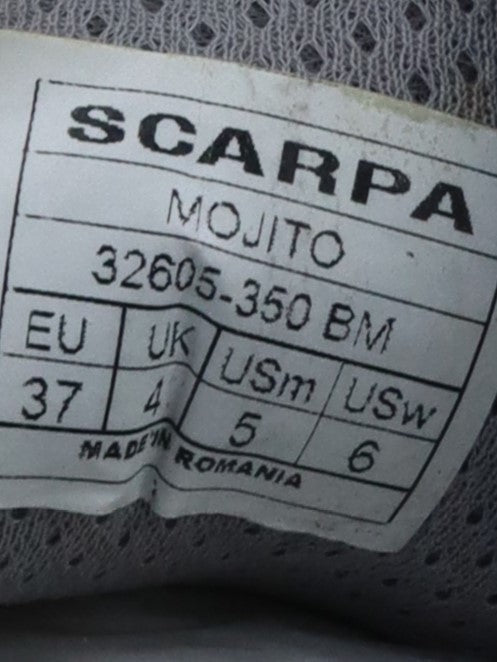 SCARPA
MOJITO
32605-350 BM
EU UK USm USw
37 4 5 6
MADE IN ROMANIA